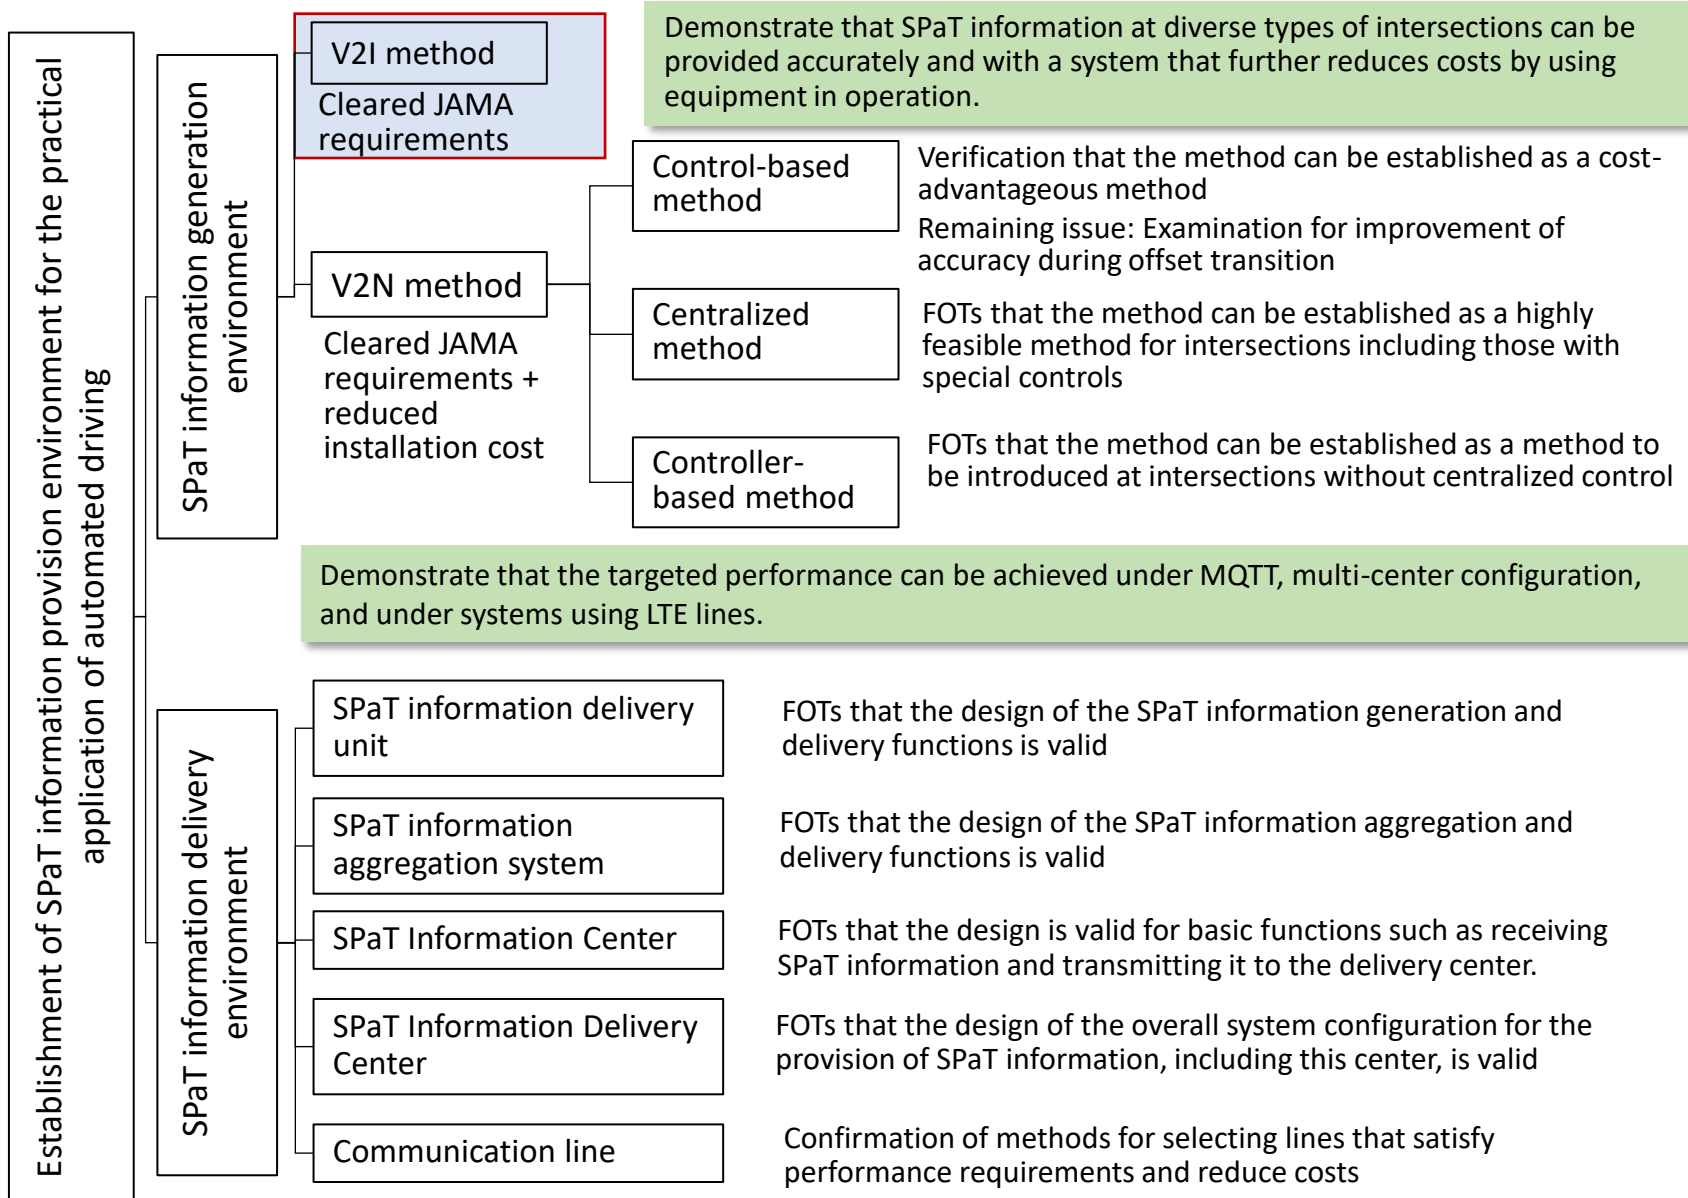 Establishment of SPaT information provision environment for the practical
application of automated driving
SPaT information generation
environment
V2I method
Cleared JAMA
requirements
Demonstrate that SPaT information at diverse types of intersections can be
provided accurately and with a system that further reduces costs by using
equipment in operation.
V2N method
Cleared JAMA
requirements +
reduced
installation cost
Control-based
method
Verification that the method can be established as a cost-
advantageous method
Remaining issue: Examination for improvement of
accuracy during offset transition
Centralized
method
FOTs that the method can be established as a highly
feasible method for intersections including those with
special controls
Controller-
based method
FOTs that the method can be established as a method to
be introduced at intersections without centralized control
Demonstrate that the targeted performance can be achieved under MQTT, multi-center configuration,
and under systems using LTE lines.
SPaT information delivery
environment
SPaT information delivery
unit
FOTs that the design of the SPaT information generation and
delivery functions is valid
SPaT information
aggregation system
FOTs that the design of the SPaT information aggregation and
delivery functions is valid
SPaT Information Center
FOTs that the design is valid for basic functions such as receiving
SPaT information and transmitting it to the delivery center.
SPaT Information Delivery
Center
FOTs that the design of the overall system configuration for the
provision of SPaT information, including this center, is valid
Communication line
Confirmation of methods for selecting lines that satisfy
performance requirements and reduce costs